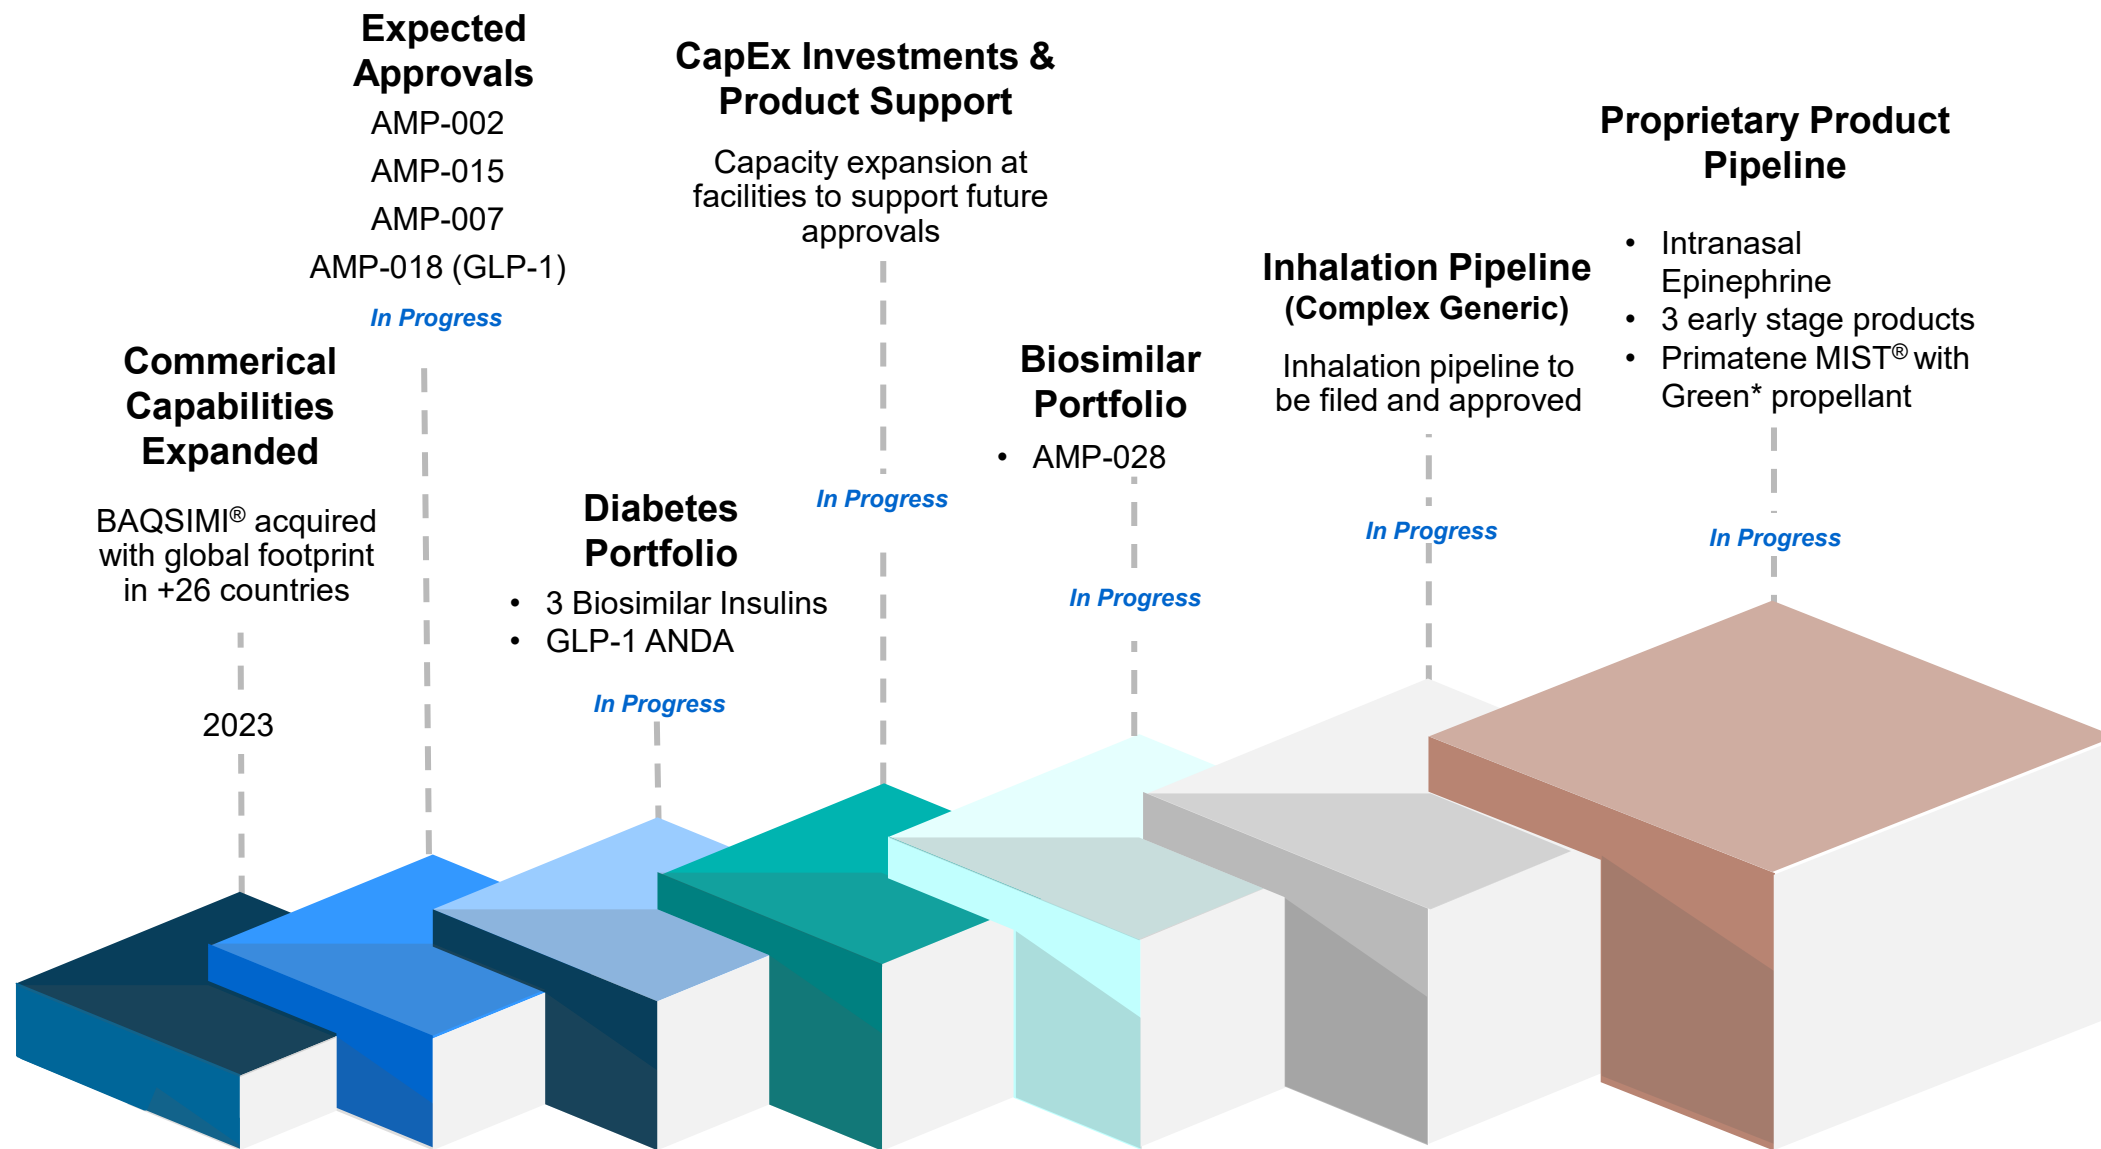 Commerical
Capabilities
Expanded
BAQSIMI® acquired
with global footprint
in +26 countries
2023
Expected
Approvals
AMP-002
AMP-015
AMP-007
AMP-018 (GLP-1)
In Progress
Diabetes
Portfolio
• 3 Biosimilar Insulins
• GLP-1 ANDA
In Progress
CapEx Investments &
Product Support
Capacity expansion at
facilities to support future
approvals
In Progress
Biosimilar
Portfolio
• AMP-028
In Progress
Inhalation Pipeline
(Complex Generic)
Inhalation pipeline to
be filed and approved
In Progress
Proprietary Product
Pipeline
• Intranasal
Epinephrine
• 3 early stage products
• Primatene MIST® with
Green* propellant
In Progress